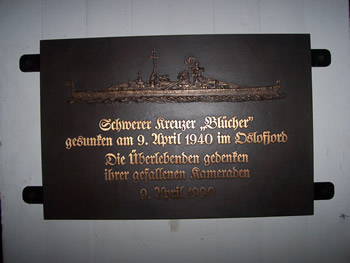 Schwerer Kreuzer „Blücher"
gesunken am 9. April 1940 im Oslofjord
Die Überlebenden gedenken
ihrer gefallenen Kameraden
9. April 1990